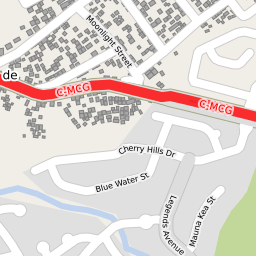 Moonlight Street
de
C-MCG
C-MCG
Cherry Hills Dr
Blue Water St
Legends Avenue
Mauna Kea St